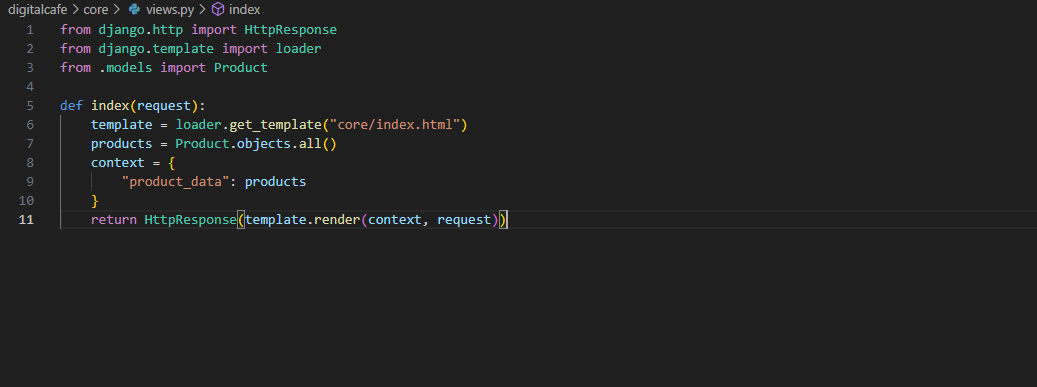 digitalcafe > core > views.py > index
1 from django.http import HttpResponse
2 from django.template import loader
3 from .models import Product
4
5 def index(request):
6     template = loader.get_template("core/index.html")
7     products = Product.objects.all()
8     context = {
9         "product_data": products
10     }
11     return HttpResponse(template.render(context, request))